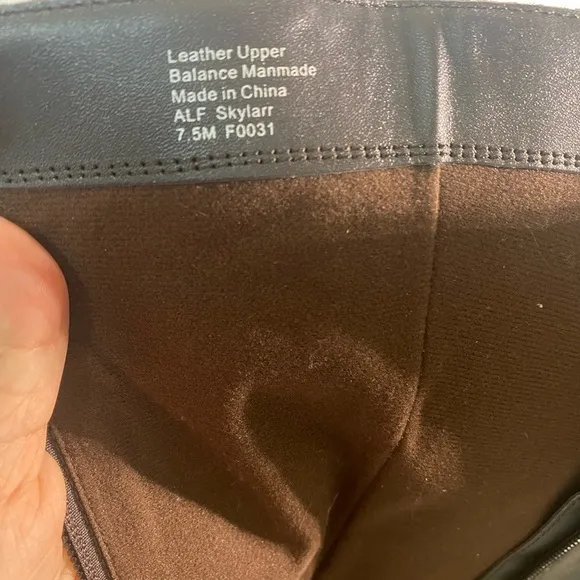 Leather Upper
Balance Manmade
Made in China
ALF Skylarr
7.5M F0031